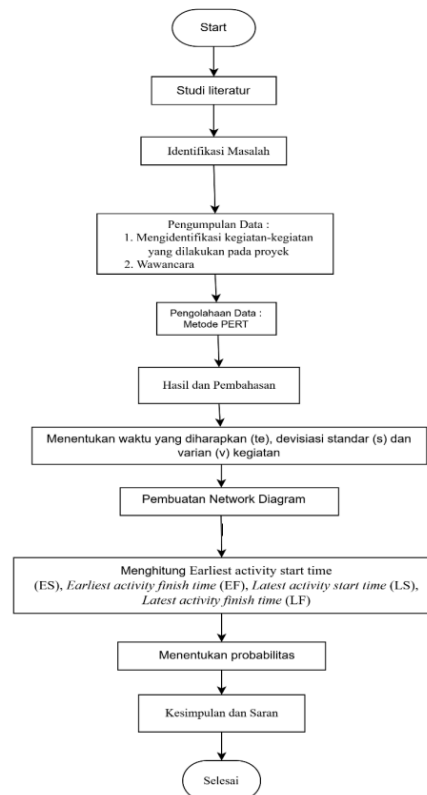 Start
Studi literatur
Identifikasi Masalah
Pengumpulan Data :
1. Mengidentifikasi kegiatan-kegiatan
yang dilakukan pada proyek
2. Wawancara
Pengolahaan Data :
Metode PERT
Hasil dan Pembahasan
Menentukan waktu yang diharapkan (te), devisiasi standar (s) dan
varian (v) kegiatan
Pembuatan Network Diagram
Menghitung Earliest activity start time
(ES), Earliest activity finish time (EF), Latest activity start time (LS),
Latest activity finish time (LF)
Menentukan probabilitas
Kesimpulan dan Saran
Selesai